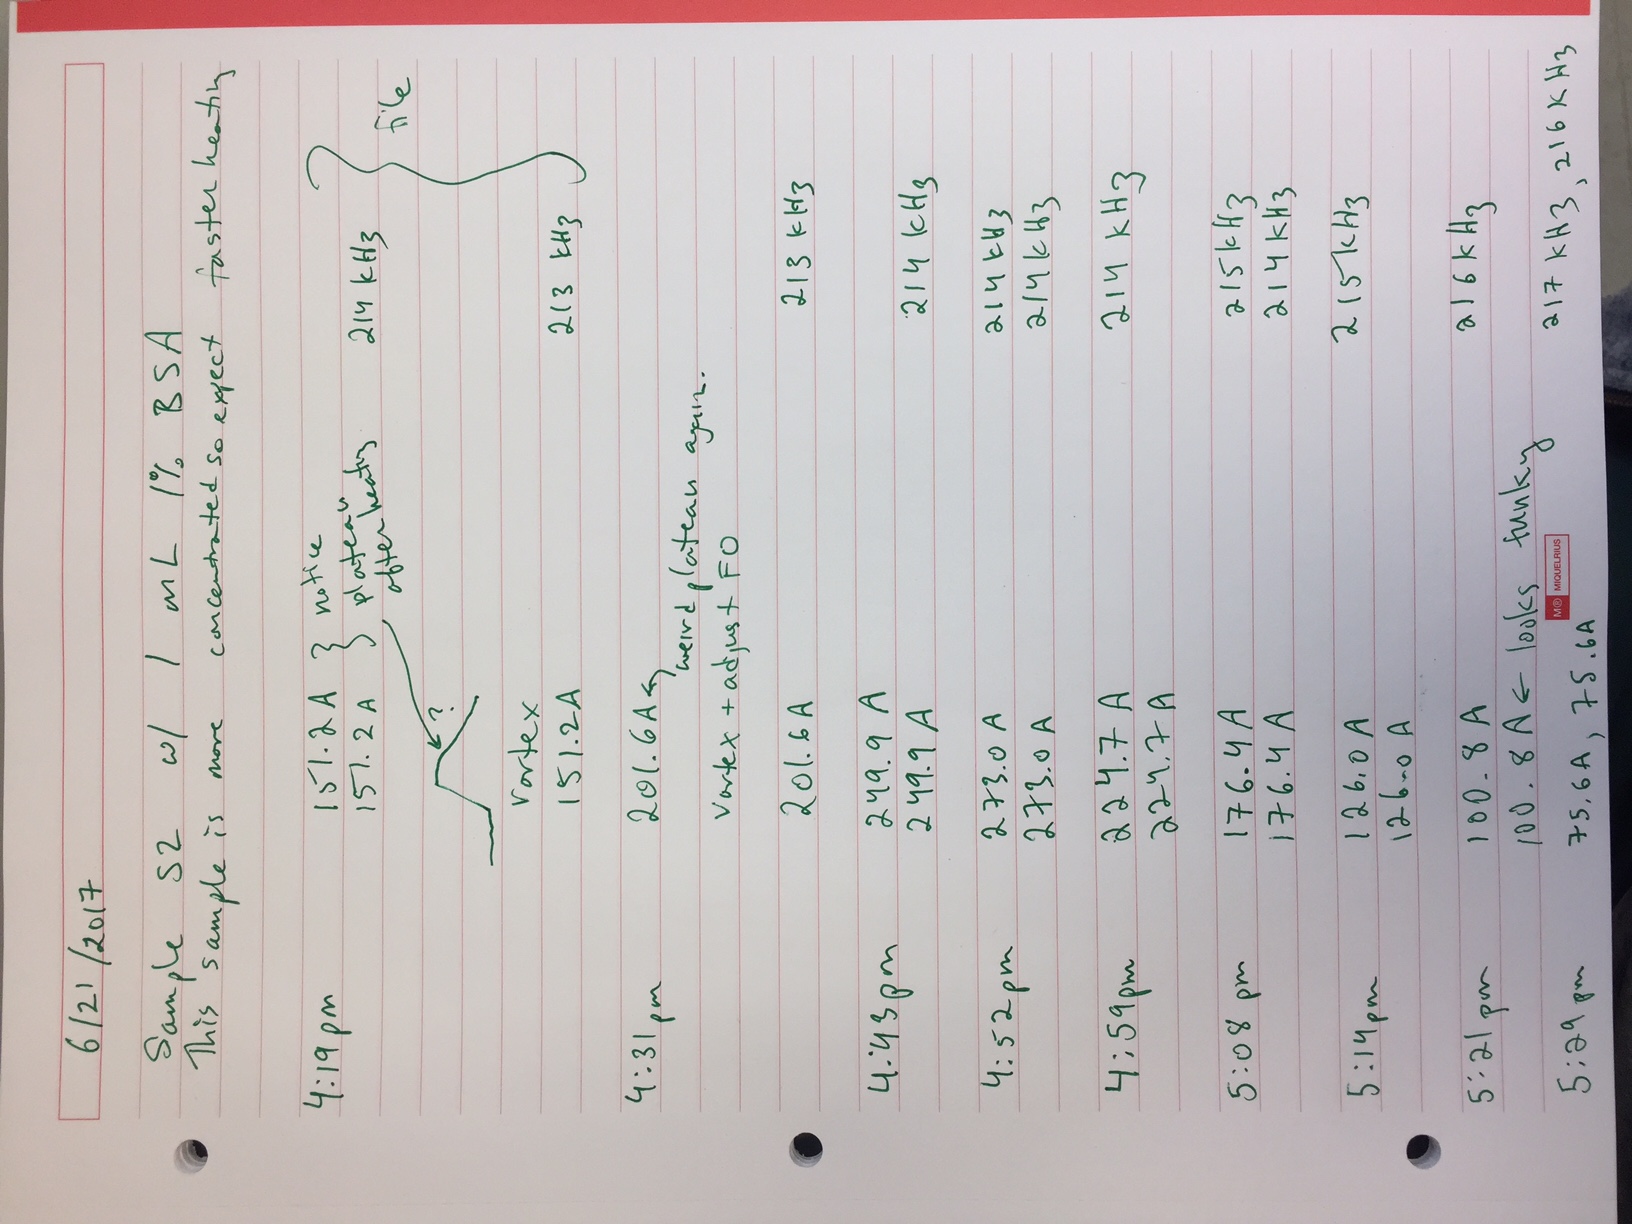 6/21/2017
Sample S2 w/ 1 mL 1% BSA
This sample is more concentrated so expect faster heating
4:19pm 151.2 A } notice
151.2 A plateau 214 kHz
after heating file
?
Vortex
151.2A 213 kHz
4:31pm 201.6A
weird plateau again.
Vortex + adjust FO
201.6A 213 kHz
4:43pm 249.9 A
249.9 A 214 kHz
4:52pm 273.0 A 214 kHz
273.0 A 214 kHz
4:59pm 224.7 A 214 kHz
224.7 A
5:08 pm 176.4 A 215 kHz
176.4 A 214 kHz
5:14pm 126.0 A 215 kHz
126.0 A
5:21 pm 100.8 A 216 kHz
100.8 A ← looks funky
M® MIQUELRIUS
5:29 pm 75.6A, 75.6A 217 kHz, 216 kHz